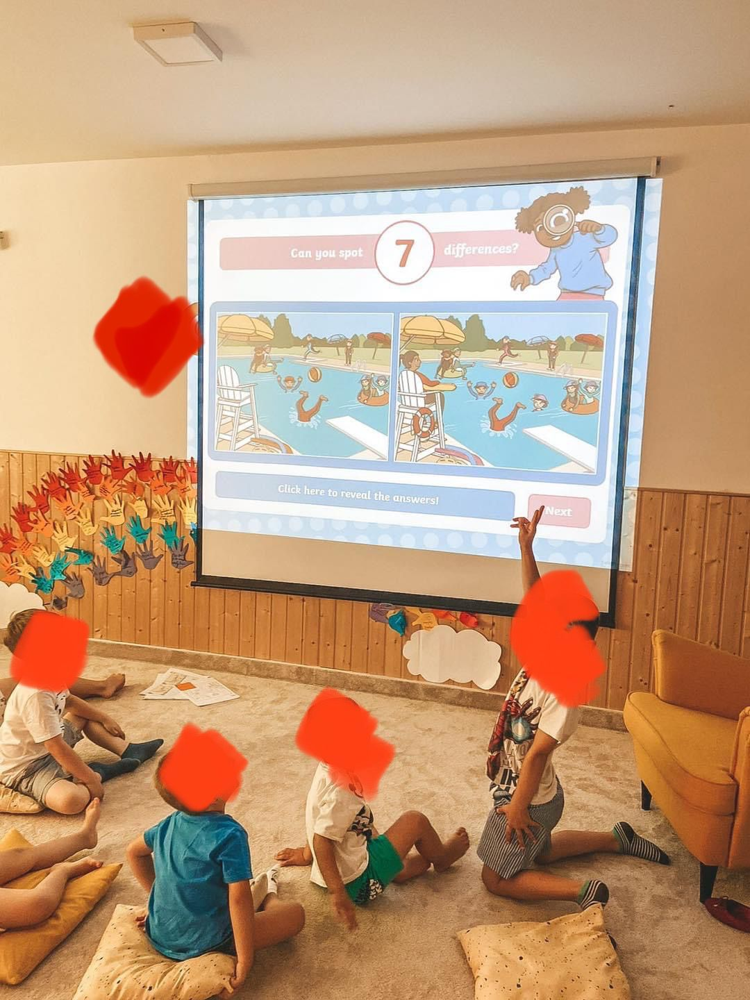 Can you spot 7 differences?
Click here to reveal the answers!
Next